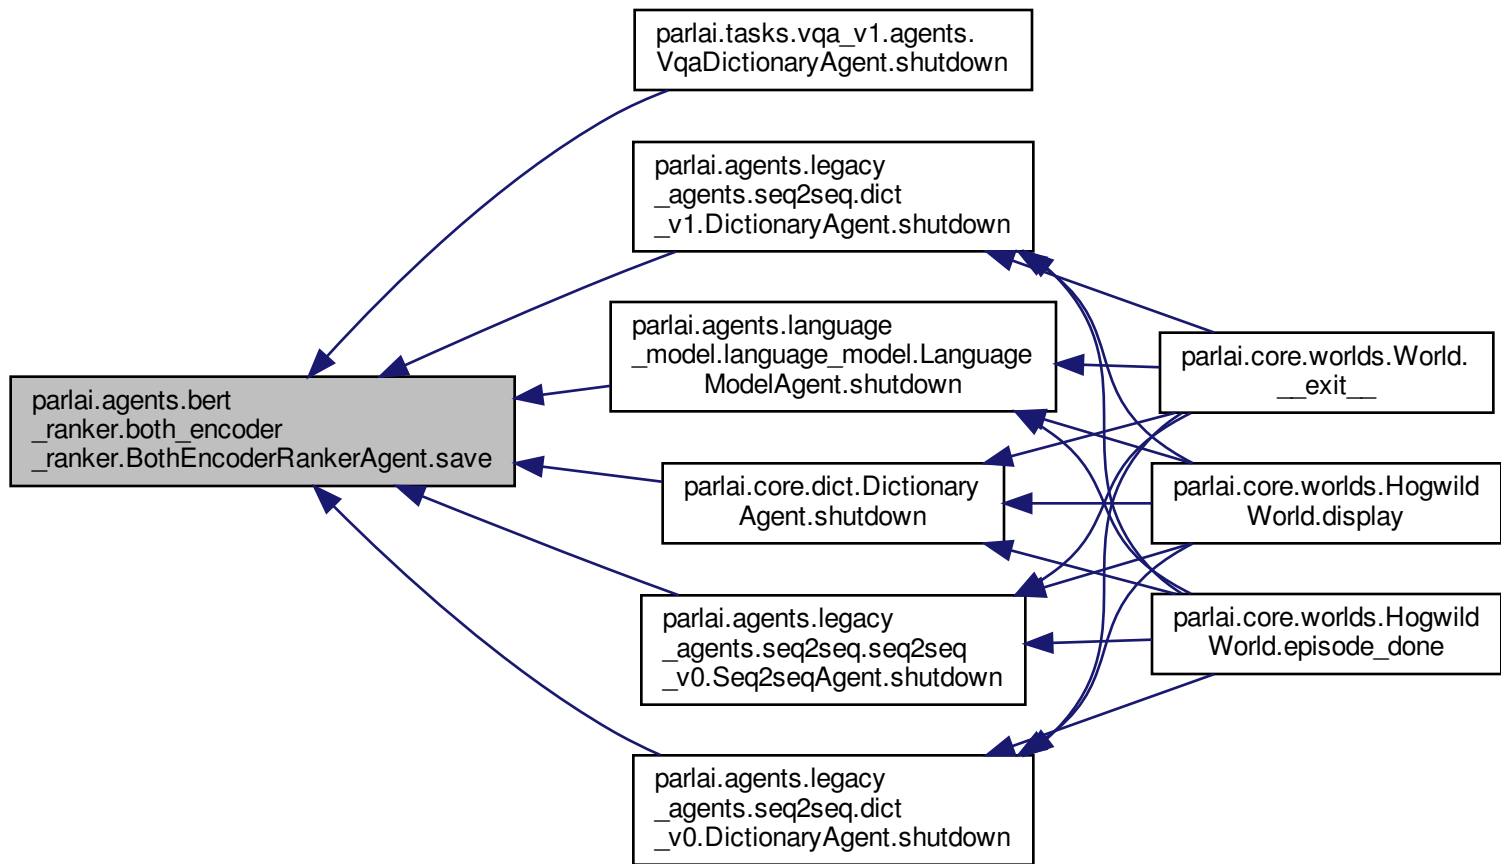 parlai.tasks.vqa_v1.agents.
VqaDictionaryAgent.shutdown
parlai.agents.legacy
_agents.seq2seq.dict
_v1.DictionaryAgent.shutdown
parlai.agents.language
_model.language_model.Language
ModelAgent.shutdown
parlai.core.worlds.World.
__exit__
parlai.agents.bert
_ranker.both_encoder
_ranker.BothEncoderRankerAgent.save
parlai.core.dict.Dictionary
Agent.shutdown
parlai.core.worlds.Hogwild
World.display
parlai.agents.legacy
_agents.seq2seq.seq2seq
_v0.Seq2seqAgent.shutdown
parlai.core.worlds.Hogwild
World.episode_done
parlai.agents.legacy
_agents.seq2seq.dict
_v0.DictionaryAgent.shutdown